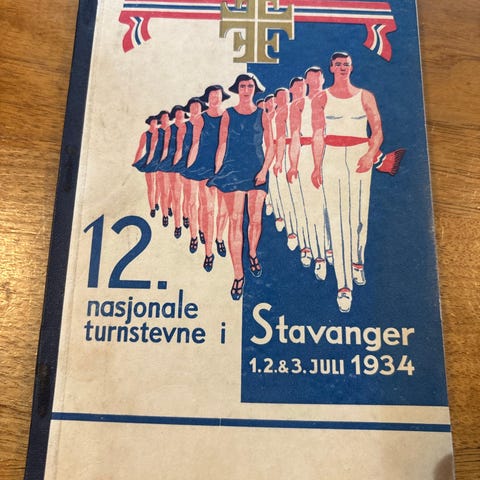 12.
nasjonale
turnstevne i Stavanger
1. 2. & 3. JULI 1934